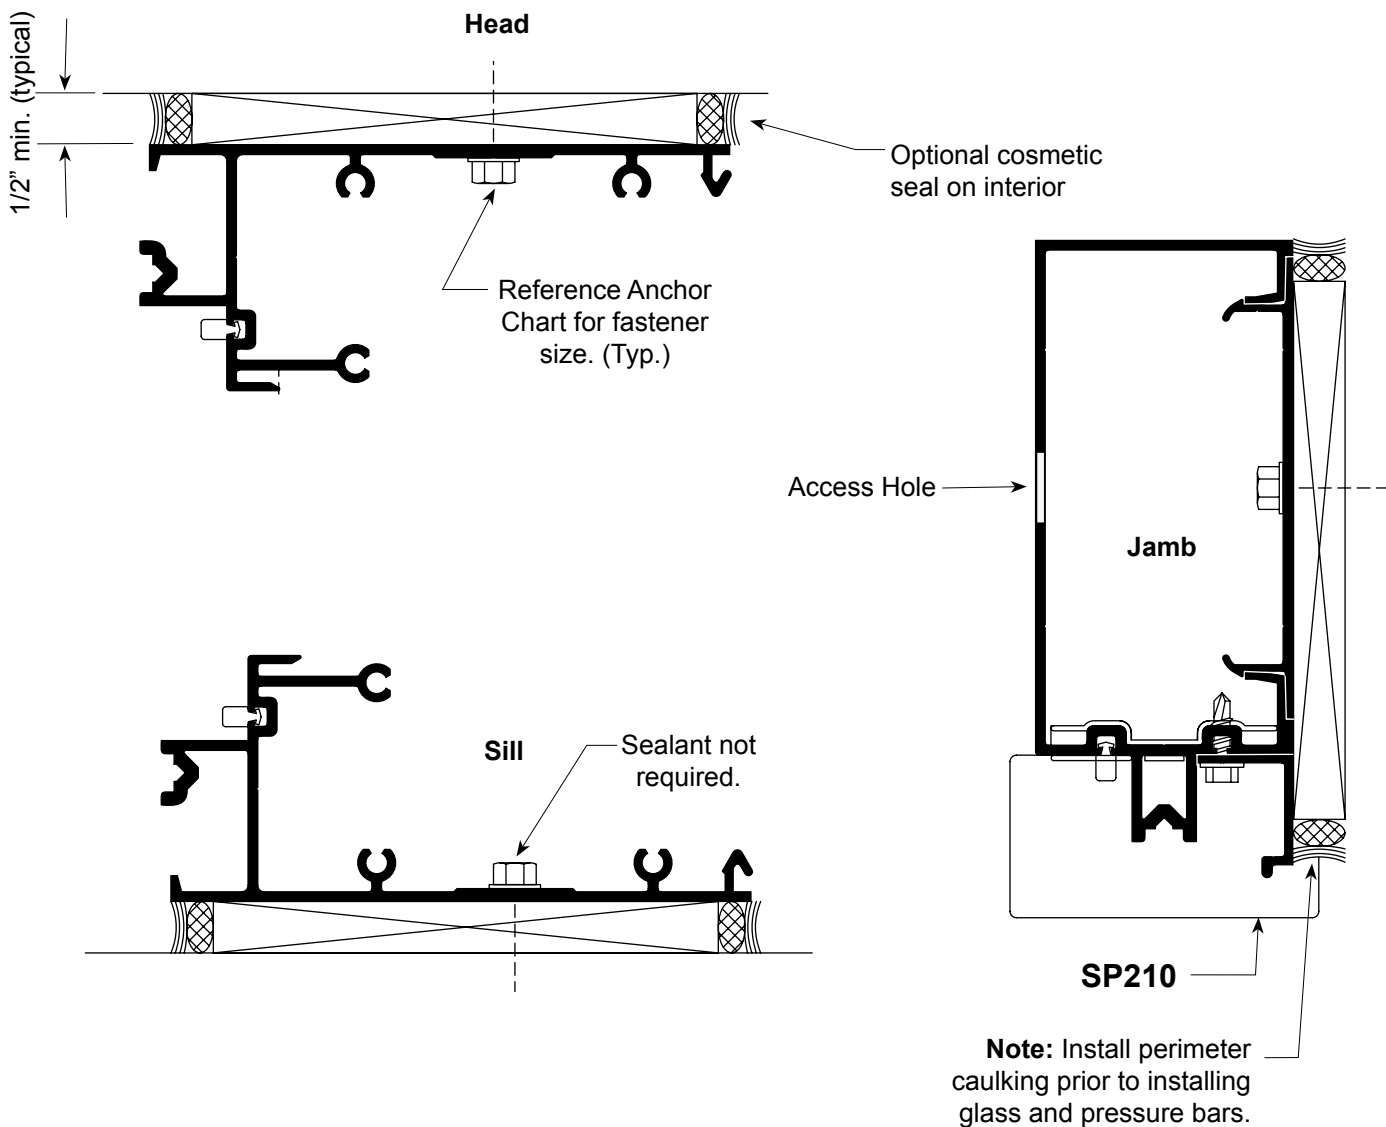 Head
1/2” min. (typical)
Optional cosmetic
seal on interior
Reference Anchor
Chart for fastener
size. (Typ.)
Access Hole
Jamb
Sill
Sealant not
required.
SP210
Note: Install perimeter
caulking prior to installing
glass and pressure bars.